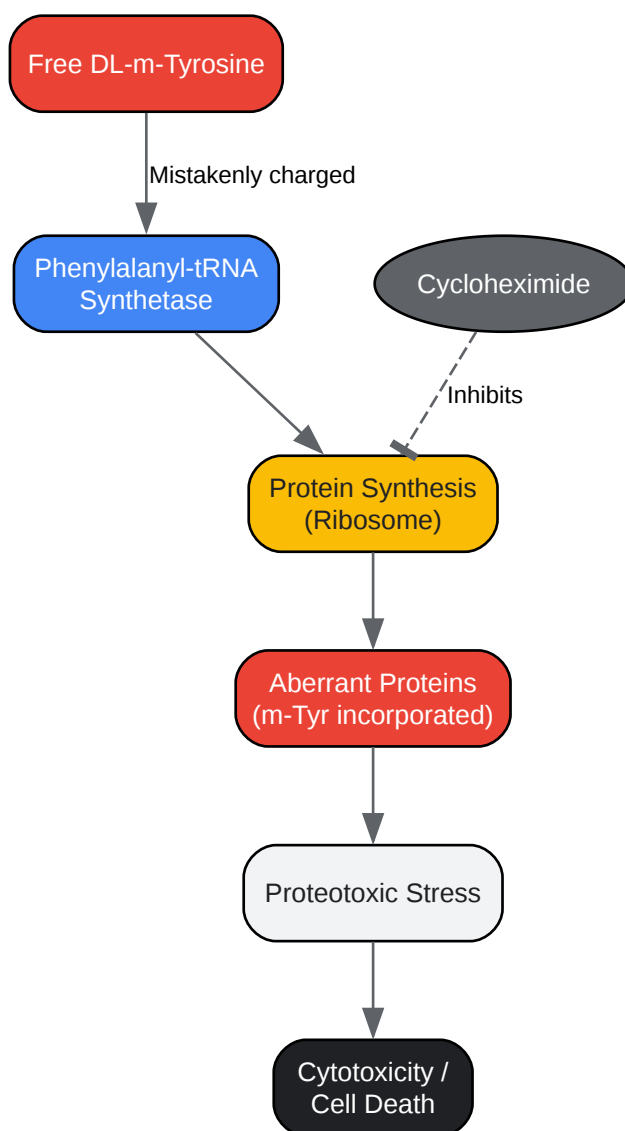 Free DL-m-Tyrosine
Mistakenly charged
Phenylalanyl-tRNA
Synthetase
Cycloheximide
Inhibits
Protein Synthesis
(Ribosome)
Aberrant Proteins
(m-Tyr incorporated)
Proteotoxic Stress
Cytotoxicity /
Cell Death